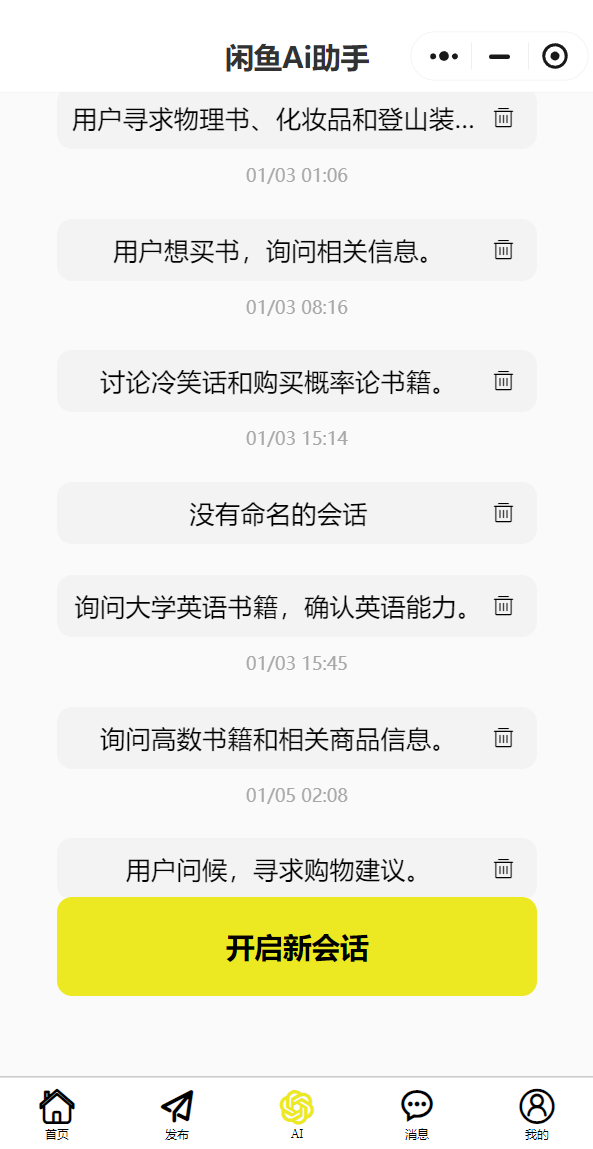 闲鱼Ai助手
用户寻求物理书、化妆品和登山装...
01/03 01:06
用户想买书，询问相关信息。
01/03 08:16
讨论冷笑话和购买概率论书籍。
01/03 15:14
没有命名的会话
询问大学英语书籍，确认英语能力。
01/03 15:45
询问高数书籍和相关商品信息。
01/05 02:08
用户问候，寻求购物建议。
开启新会话
首页 发布 AI 消息 我的